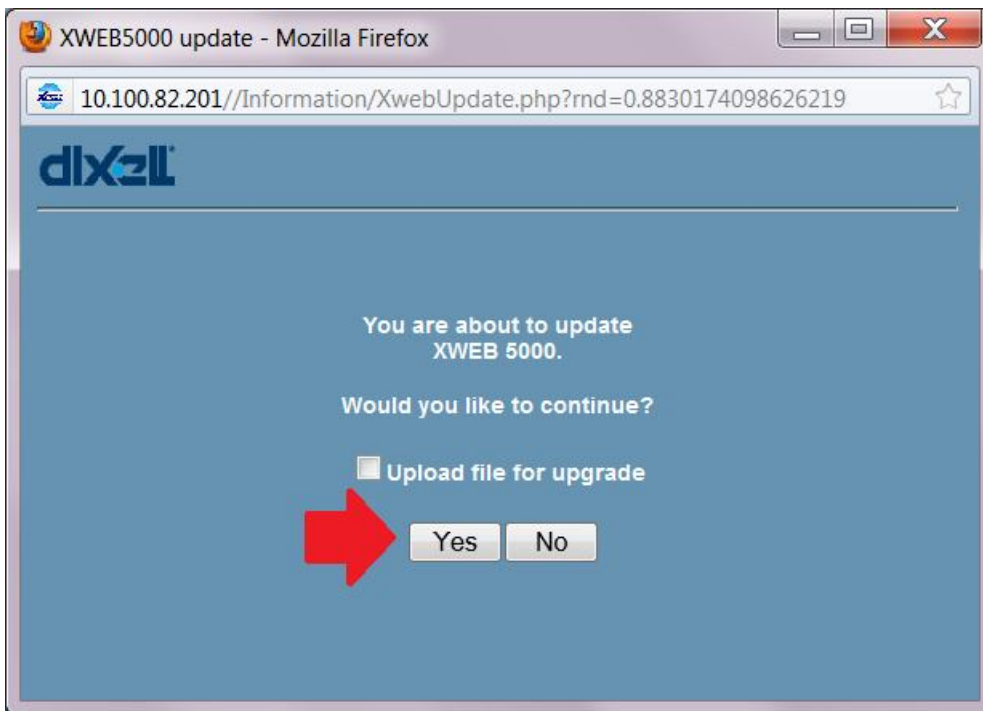 XWEB5000 update - Mozilla Firefox
10.100.82.201//Information/XwebUpdate.php?rnd=0.8830174098626219
dixell
You are about to update
XWEB 5000.
Would you like to continue?
Upload file for upgrade
Yes No